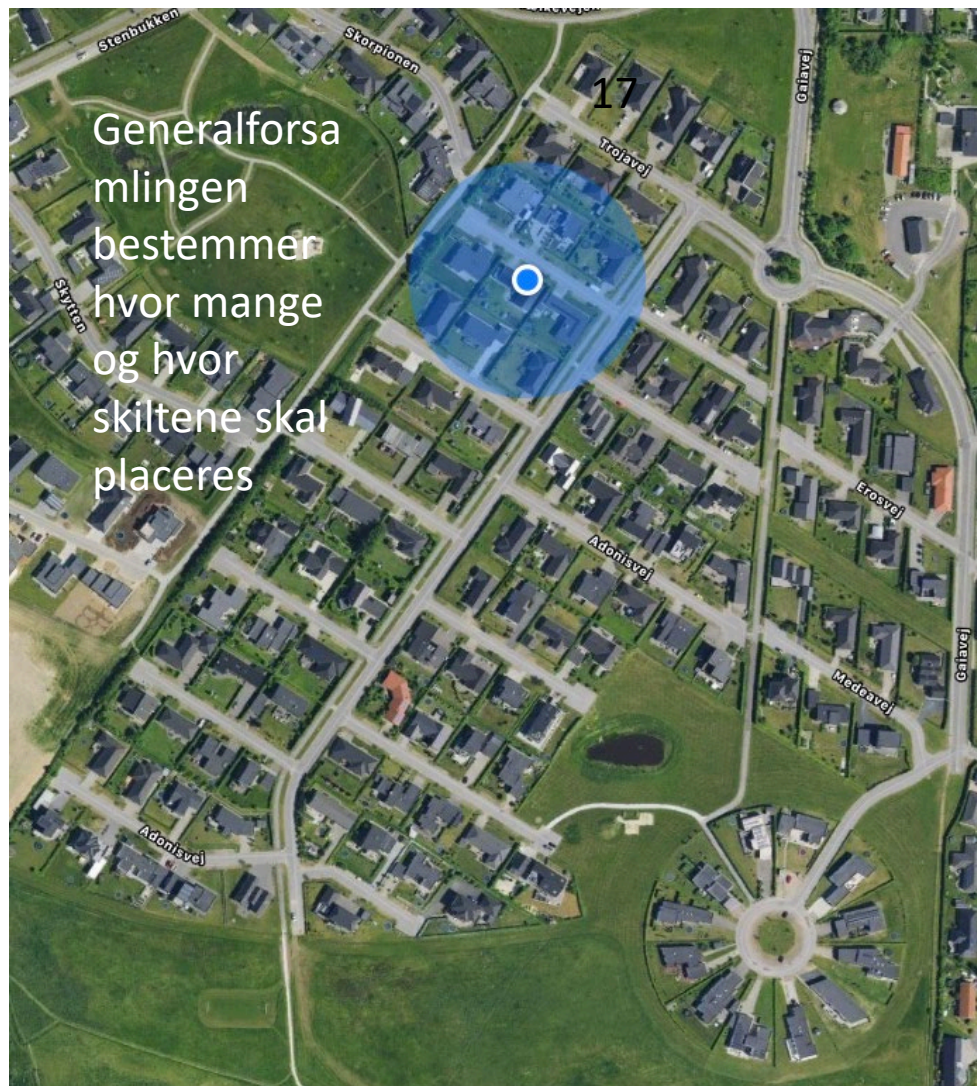 Stenbukken
Skorpionen
Gaiavej
17
Trojavej
Generalforsa
mlingen
bestemmer
hvor mange
og hvor
skiltene skal
placeres
Skytten
Erosvej
Adonisvej
Gaiavej
Medeavej
Adonisvej